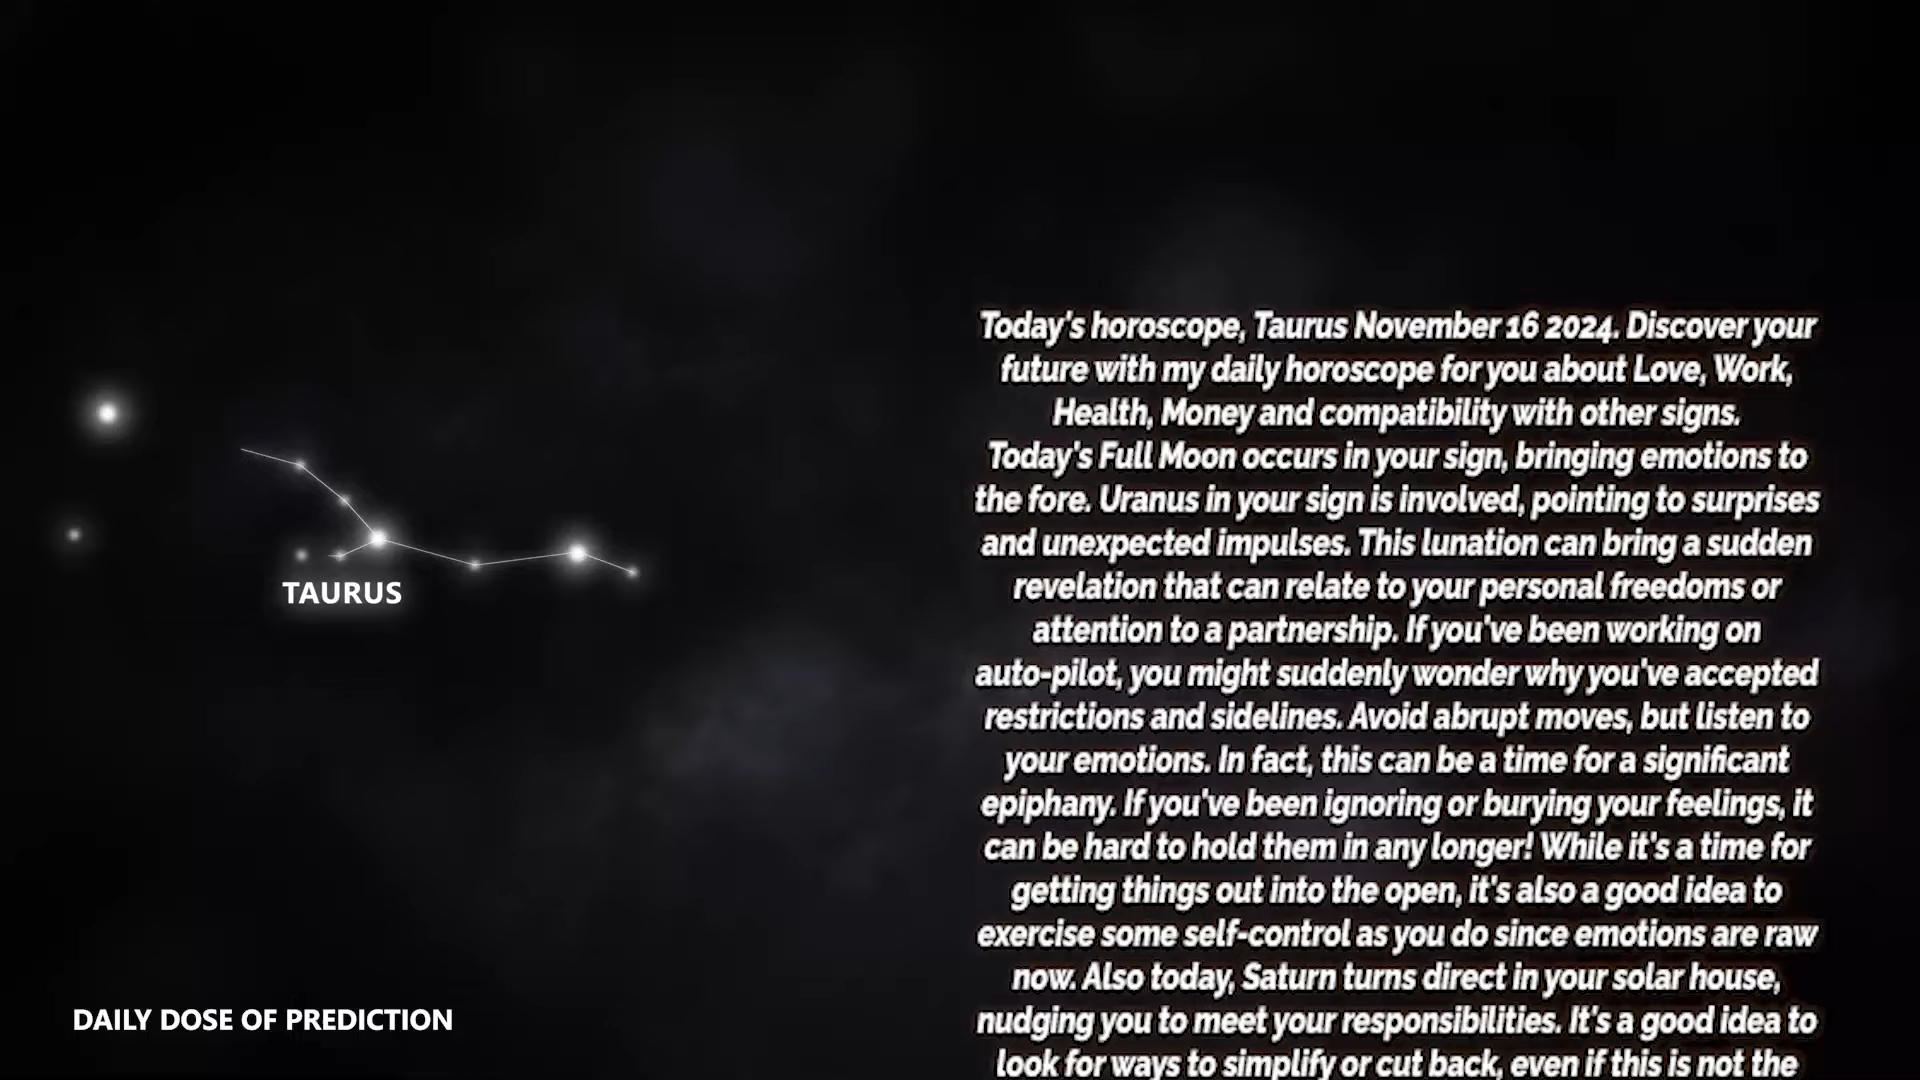 Today's horoscope, Taurus November 16 2024. Discover your
future with my daily horoscope for you about Love, Work,
Health, Money and compatibility with other signs.
Today's Full Moon occurs in your sign, bringing emotions to
the fore. Uranus in your sign is involved, pointing to surprises
and unexpected impulses. This lunation can bring a sudden
revelation that can relate to your personal freedoms or
attention to a partnership. If you've been working on
auto-pilot, you might suddenly wonder why you've accepted
restrictions and sidelines. Avoid abrupt moves, but listen to
your emotions. In fact, this can be a time for a significant
epiphany. If you've been ignoring or burying your feelings, it
can be hard to hold them in any longer! While it's a time for
getting things out into the open, it's also a good idea to
exercise some self-control as you do since emotions are raw
now. Also today, Saturn turns direct in your solar house,
nudging you to meet your responsibilities. It's a good idea to
look for ways to simplify or cut back, even if this is not the
TAURUS
DAILY DOSE OF PREDICTION